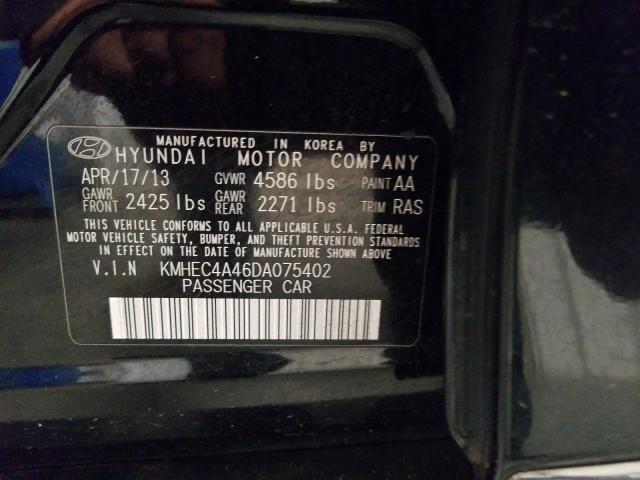 MANUFACTURED IN KOREA BY
HYUNDAI MOTOR COMPANY
APR/17/13 GVWR 4586 lbs PAINT AA
GAWR FRONT 2425 lbs GAWR REAR 2271 lbs TRIM RAS
THIS VEHICLE CONFORMS TO ALL APPLICABLE U.S.A. FEDERAL
MOTOR VEHICLE SAFETY, BUMPER, AND THEFT PREVENTION STANDARDS
IN EFFECT ON THE DATE OF MANUFACTURE SHOWN ABOVE
V.I.N KMHEC4A46DA075402
PASSENGER CAR